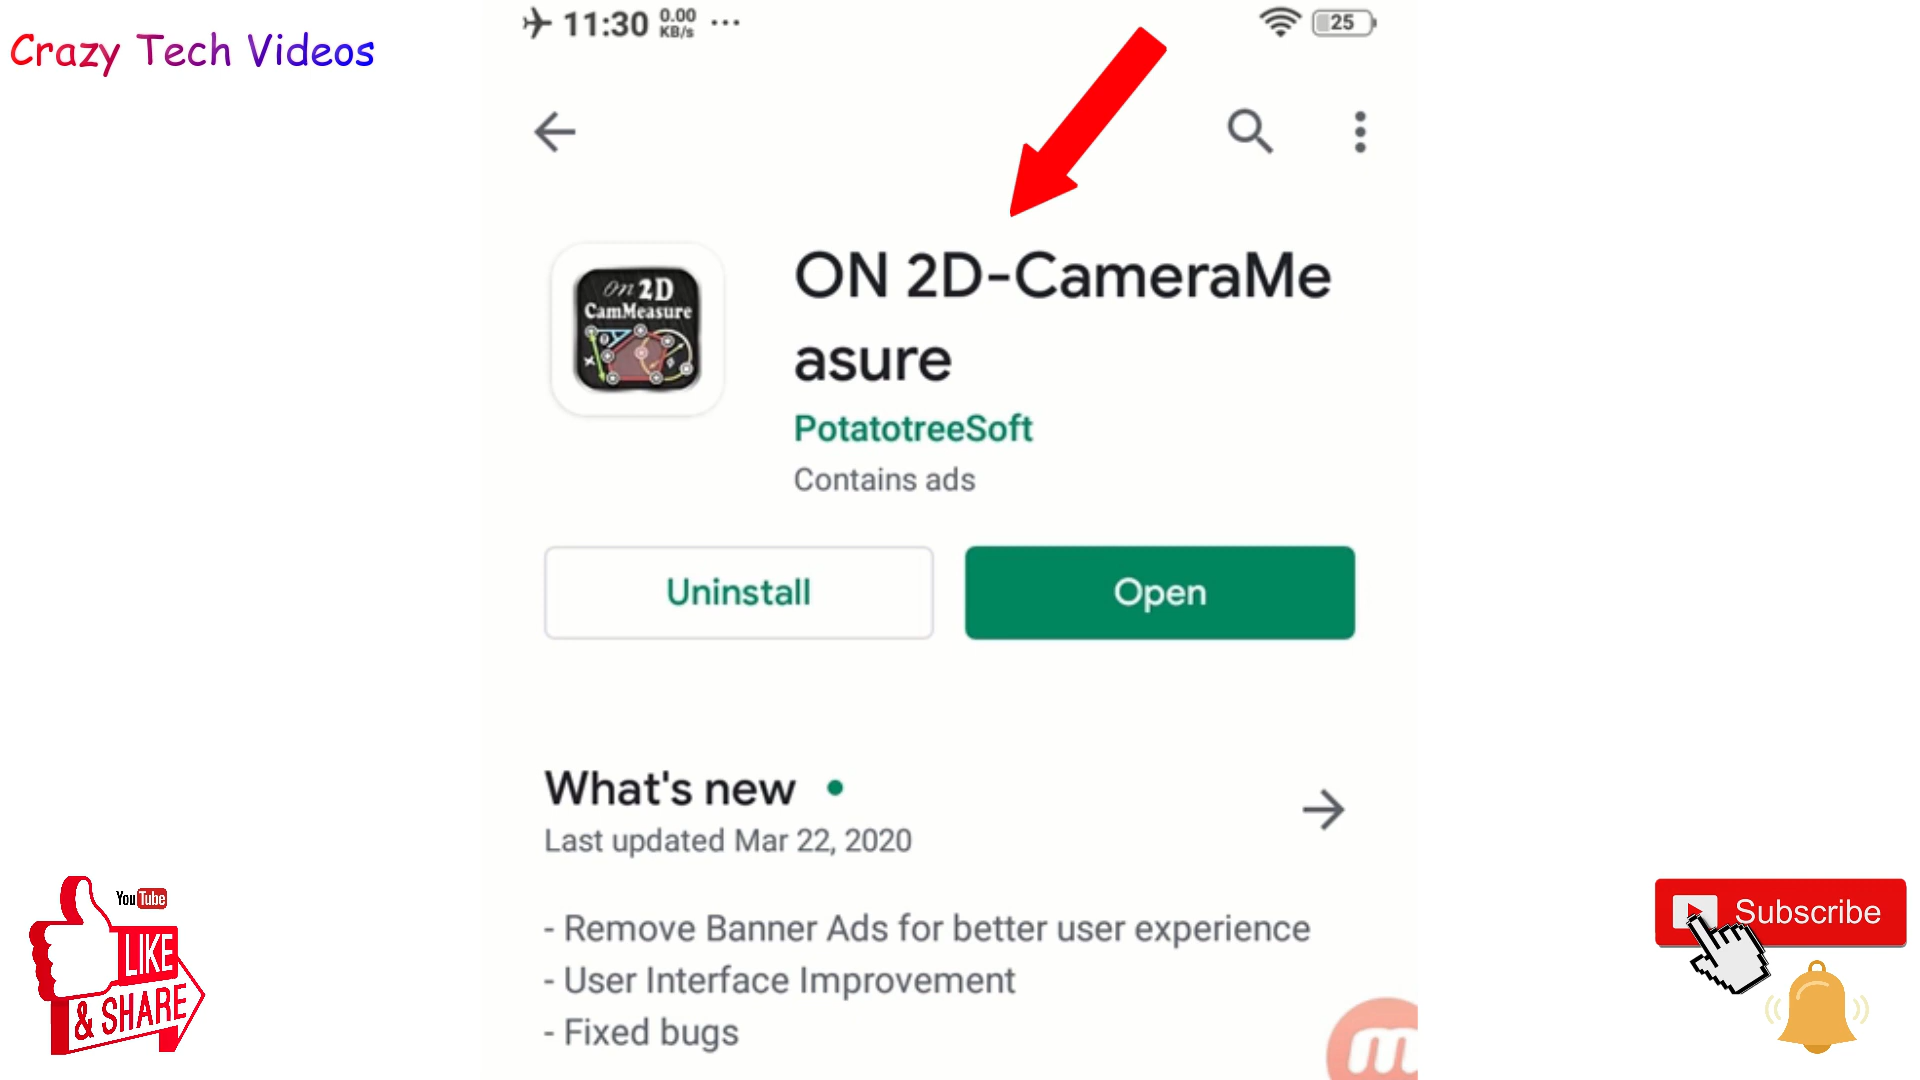 Crazy Tech Videos
11:30 0.00 KB/s ... 25
On 2D
CamMeasure
ON 2D-CameraMe
asure
PotatotreeSoft
Contains ads
Uninstall
Open
What's new
Last updated Mar 22, 2020
- Remove Banner Ads for better user experience
- User Interface Improvement
- Fixed bugs
YouTube
LIKE
& SHARE
Subscribe
m